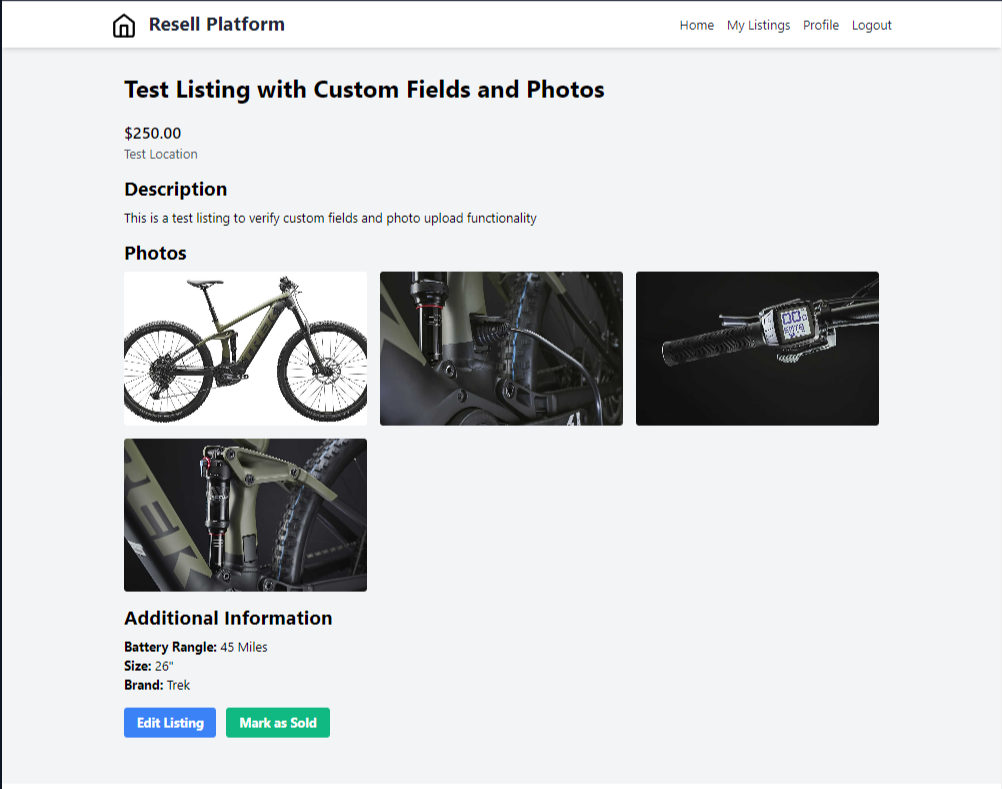 Resell Platform
Home My Listings Profile Logout
Test Listing with Custom Fields and Photos
$250.00
Test Location
Description
This is a test listing to verify custom fields and photo upload functionality
Photos
TREK
Additional Information
Battery Rangle: 45 Miles
Size: 26"
Brand: Trek
Edit Listing Mark as Sold